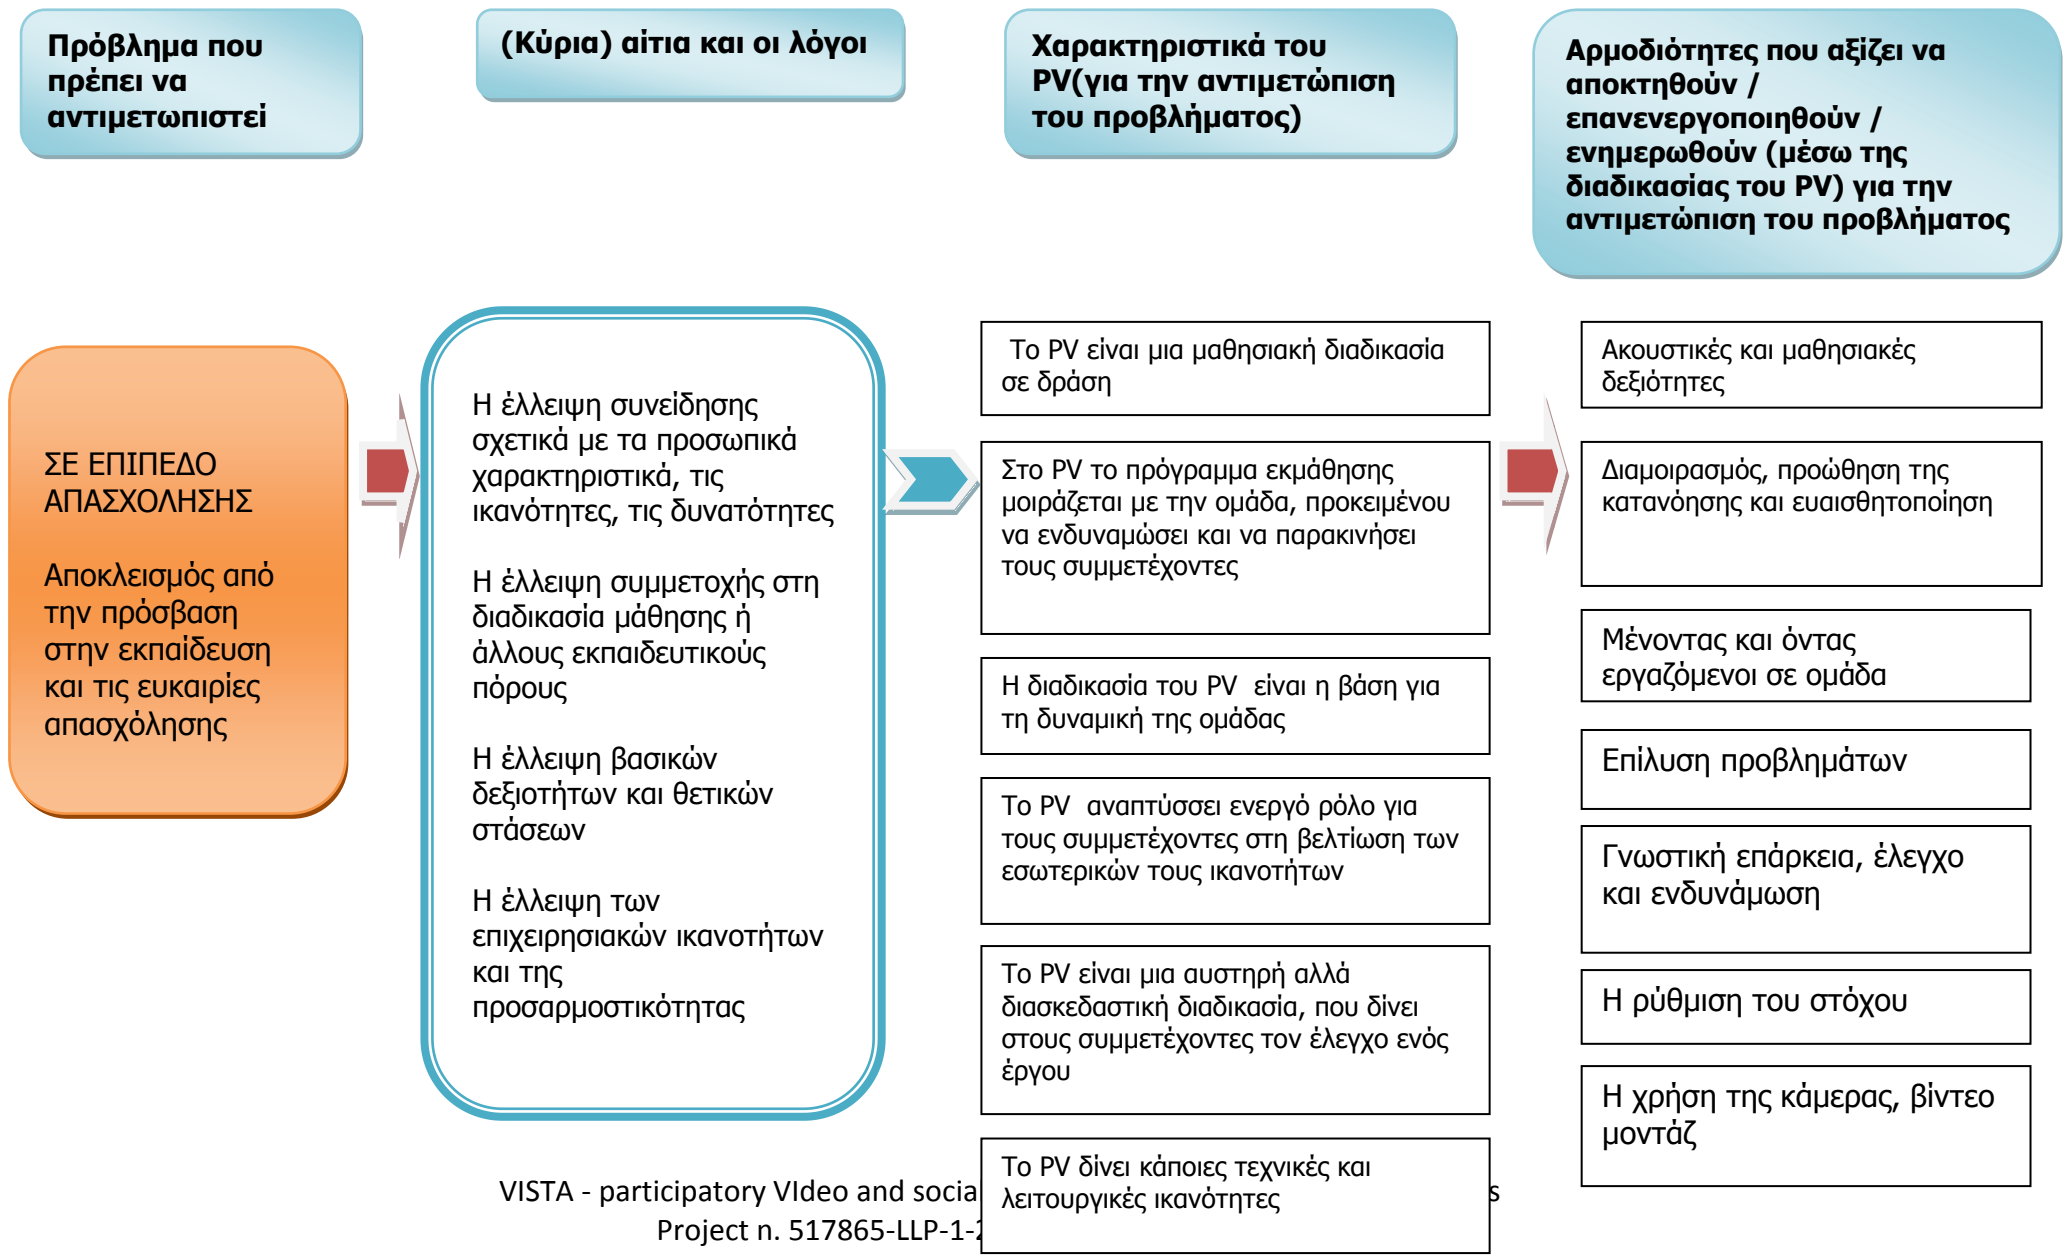 Πρόβλημα που
πρέπει να
αντιμετωπιστεί
(Κύρια) αίτια και οι λόγοι
Χαρακτηριστικά του
PV(για την αντιμετώπιση
του προβλήματος)
Αρμοδιότητες που αξίζει να
αποκτηθούν /
επανενεργοποιηθούν /
ενημερωθούν (μέσω της
διαδικασίας του PV) για την
αντιμετώπιση του προβλήματος
ΣΕ ΕΠΙΠΕΔΟ
ΑΠΑΣΧΟΛΗΣΗΣ
Αποκλεισμός από
την πρόσβαση
στην εκπαίδευση
και τις ευκαιρίες
απασχόλησης
Η έλλειψη συνείδησης
σχετικά με τα προσωπικά
χαρακτηριστικά, τις
ικανότητες, τις δυνατότητες
Η έλλειψη συμμετοχής στη
διαδικασία μάθησης ή
άλλους εκπαιδευτικούς
πόρους
Η έλλειψη βασικών
δεξιοτήτων και θετικών
στάσεων
Η έλλειψη των
επιχειρησιακών ικανοτήτων
και της
προσαρμοστικότητας
Το PV είναι μια μαθησιακή διαδικασία
σε δράση
Στο PV το πρόγραμμα εκμάθησης
μοιράζεται με την ομάδα, προκειμένου
να ενδυναμώσει και να παρακινήσει
τους συμμετέχοντες
Η διαδικασία του PV είναι η βάση για
τη δυναμική της ομάδας
Το PV αναπτύσσει ενεργό ρόλο για
τους συμμετέχοντες στη βελτίωση των
εσωτερικών τους ικανοτήτων
Το PV είναι μια αυστηρή αλλά
διασκεδαστική διαδικασία, που δίνει
στους συμμετέχοντες τον έλεγχο ενός
έργου
Το PV δίνει κάποιες τεχνικές και
λειτουργικές ικανότητες
Ακουστικές και μαθησιακές
δεξιότητες
Διαμοιρασμός, προώθηση της
κατανόησης και ευαισθητοποίηση
Μένοντας και όντας
εργαζόμενοι σε ομάδα
Επίλυση προβλημάτων
Γνωστική επάρκεια, έλεγχο
και ενδυνάμωση
Η ρύθμιση του στόχου
Η χρήση της κάμερας, βίντεο
μοντάζ
VISTA - participatory VIdeo and socia s
Project n. 517865-LLP-1-